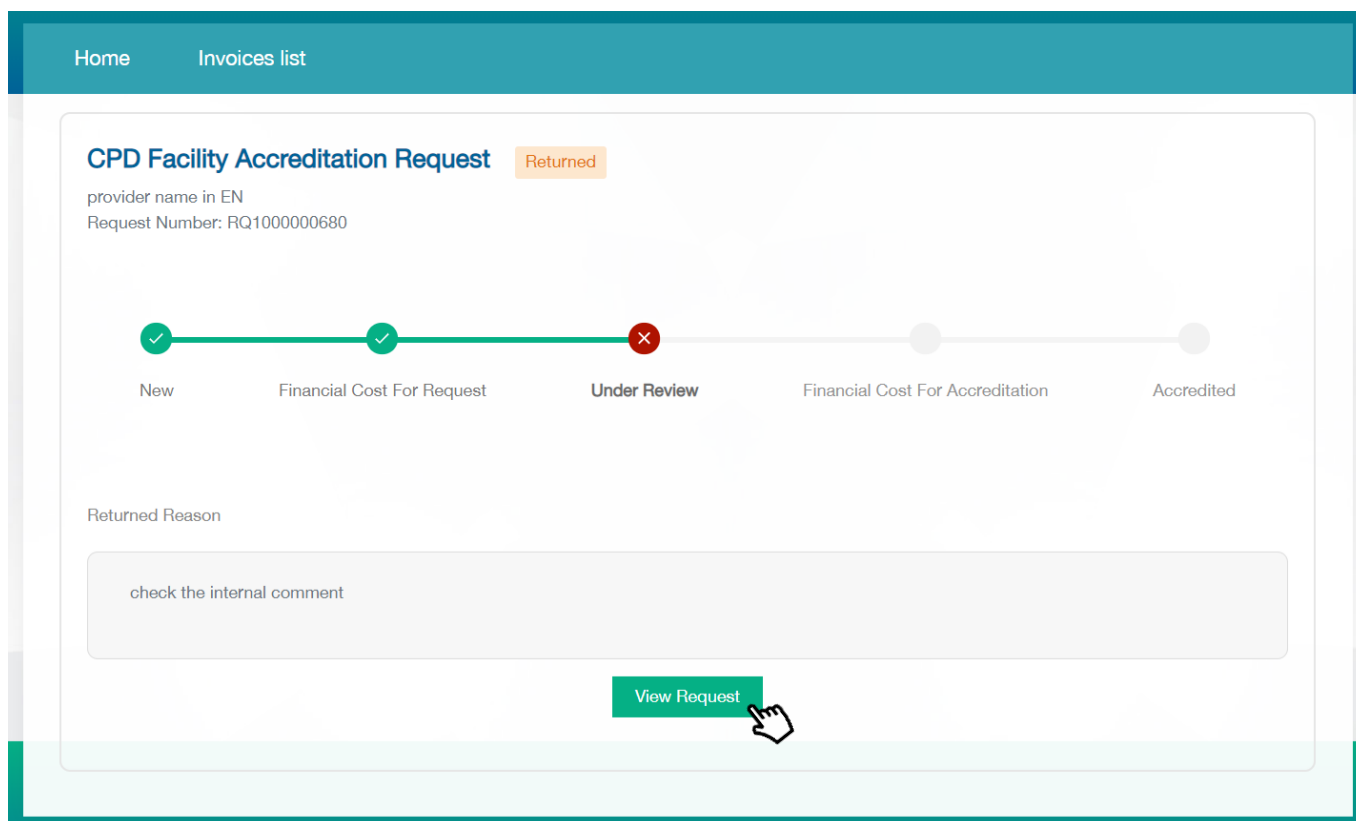 Home Invoices list
CPD Facility Accreditation Request Returned
provider name in EN
Request Number: RQ1000000680
New Financial Cost For Request Under Review Financial Cost For Accreditation Accredited
Returned Reason
check the internal comment
View Request